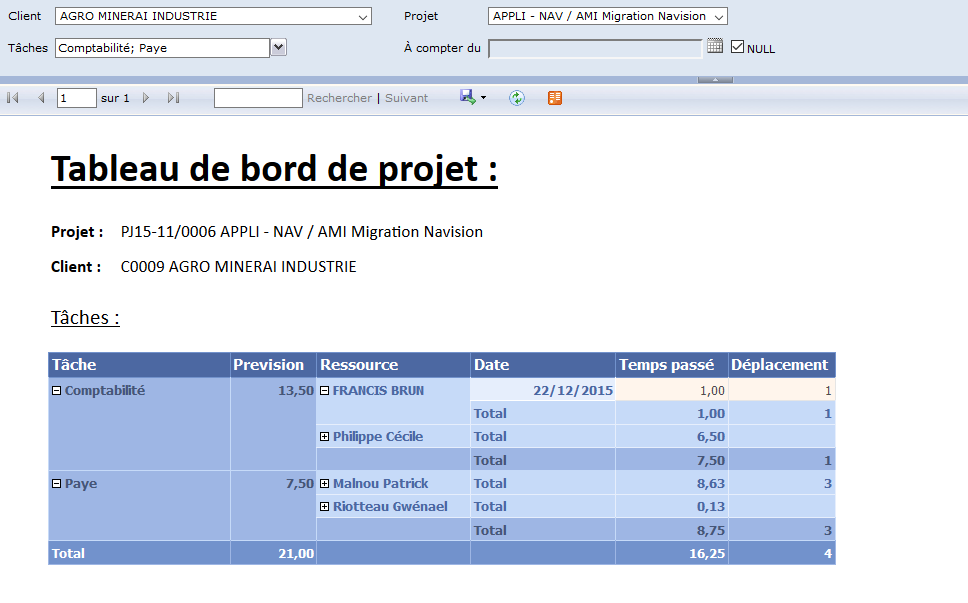 Client AGRO MINERAI INDUSTRIE Projet APPLI - NAV / AMI Migration Navision
Tâches Comptabilité; Paye À compter du NULL
1 sur 1 Rechercher | Suivant
Tableau de bord de projet :
Projet : PJ15-11/0006 APPLI - NAV / AMI Migration Navision
Client : C0009 AGRO MINERAI INDUSTRIE
Tâches :
Tâche Prevision Ressource Date Temps passé Déplacement
Comptabilité 13,50 FRANCIS BRUN 22/12/2015 1,00 1
Total 1,00 1
Philippe Cécile Total 6,50
Total 7,50 1
Paye 7,50 Malnou Patrick Total 8,63 3
Riotteau Gwénael Total 0,13
Total 8,75 3
Total 21,00 16,25 4